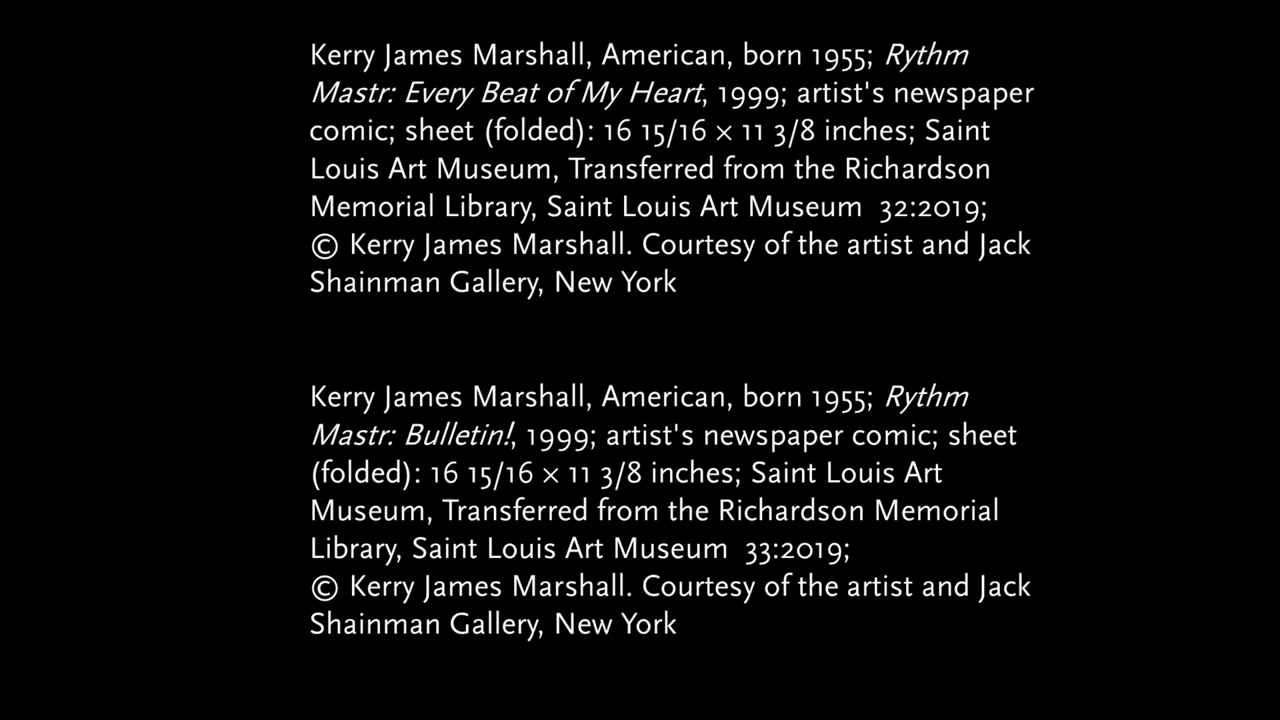 Kerry James Marshall, American, born 1955; Rythm
Mastr: Every Beat of My Heart, 1999; artist's newspaper
comic; sheet (folded): 16 15/16 × 11 3/8 inches; Saint
Louis Art Museum, Transferred from the Richardson
Memorial Library, Saint Louis Art Museum  32:2019;
© Kerry James Marshall. Courtesy of the artist and Jack
Shainman Gallery, New York
Kerry James Marshall, American, born 1955; Rythm
Mastr: Bulletin!, 1999; artist's newspaper comic; sheet
(folded): 16 15/16 × 11 3/8 inches; Saint Louis Art
Museum, Transferred from the Richardson Memorial
Library, Saint Louis Art Museum  33:2019;
© Kerry James Marshall. Courtesy of the artist and Jack
Shainman Gallery, New York